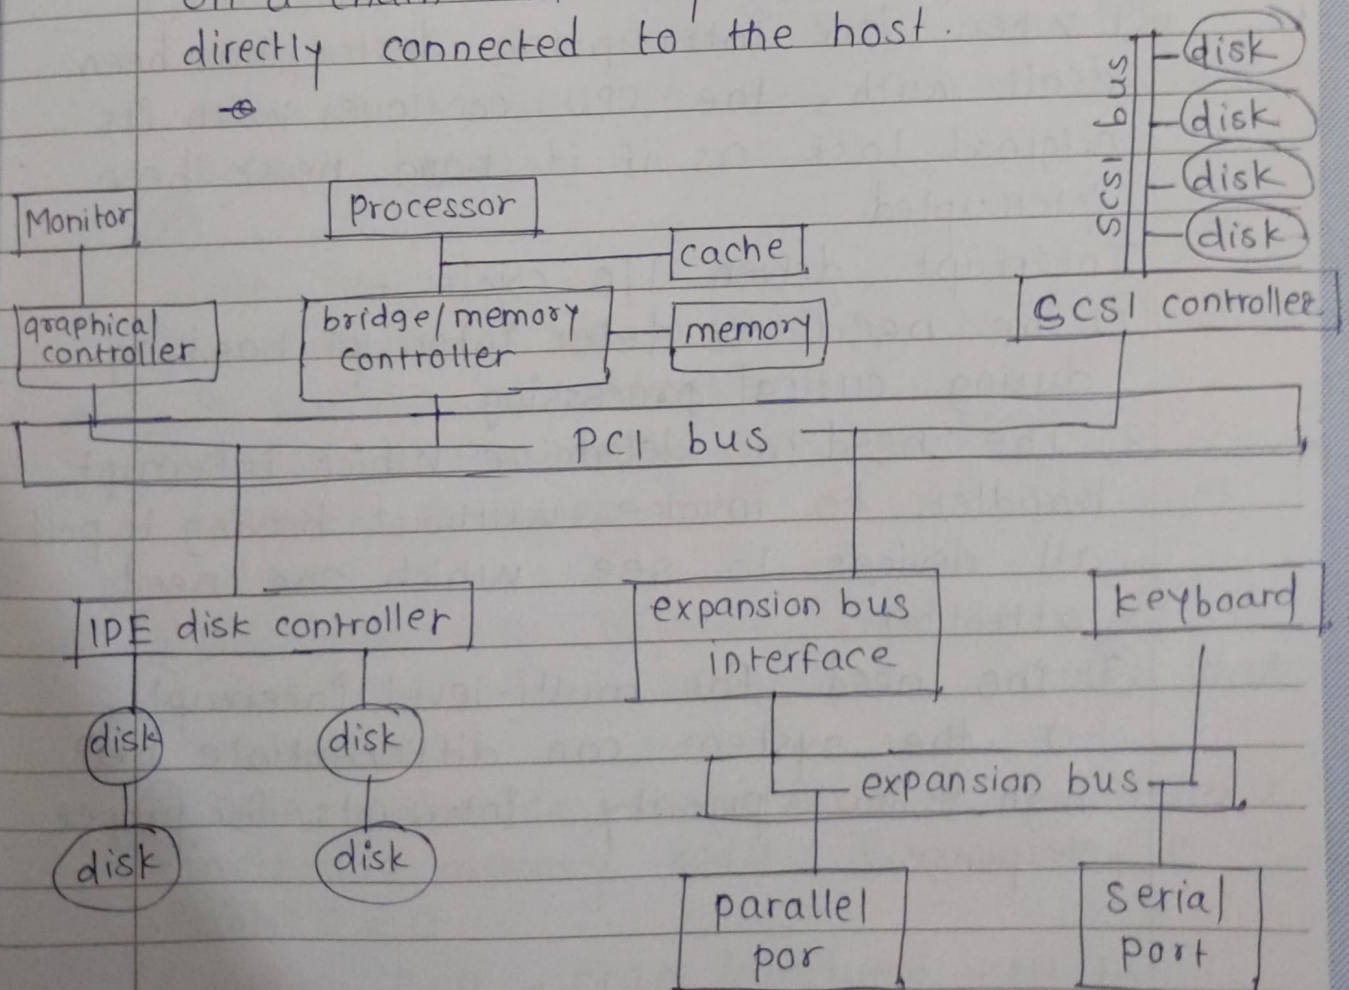 directly connected to the host.
disk
disk
disk
disk
SCSI bus
Monitor
processor
cache
graphical
controller
bridge/memory
controller
memory
SCSI controller
PCI bus
IPE disk controller
expansion bus
interface
keyboard
disk
disk
disk
disk
expansion bus
parallel
por
serial
port